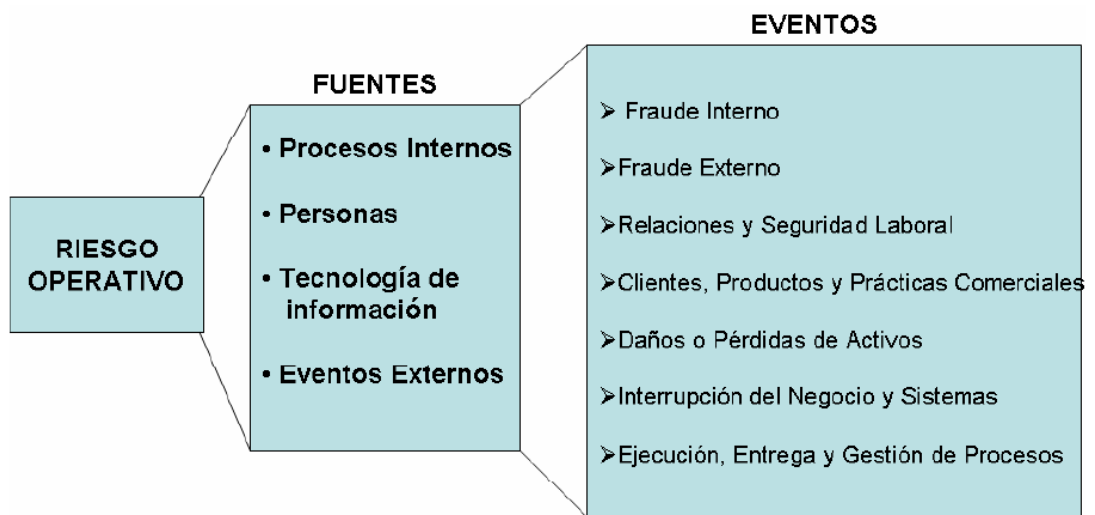 RIESGO
OPERATIVO
FUENTES
• Procesos Internos
• Personas
• Tecnología de
información
• Eventos Externos
EVENTOS
➢ Fraude Interno
➢Fraude Externo
➢Relaciones y Seguridad Laboral
➢Clientes, Productos y Prácticas Comerciales
➢Daños o Pérdidas de Activos
➢Interrupción del Negocio y Sistemas
➢Ejecución, Entrega y Gestión de Procesos